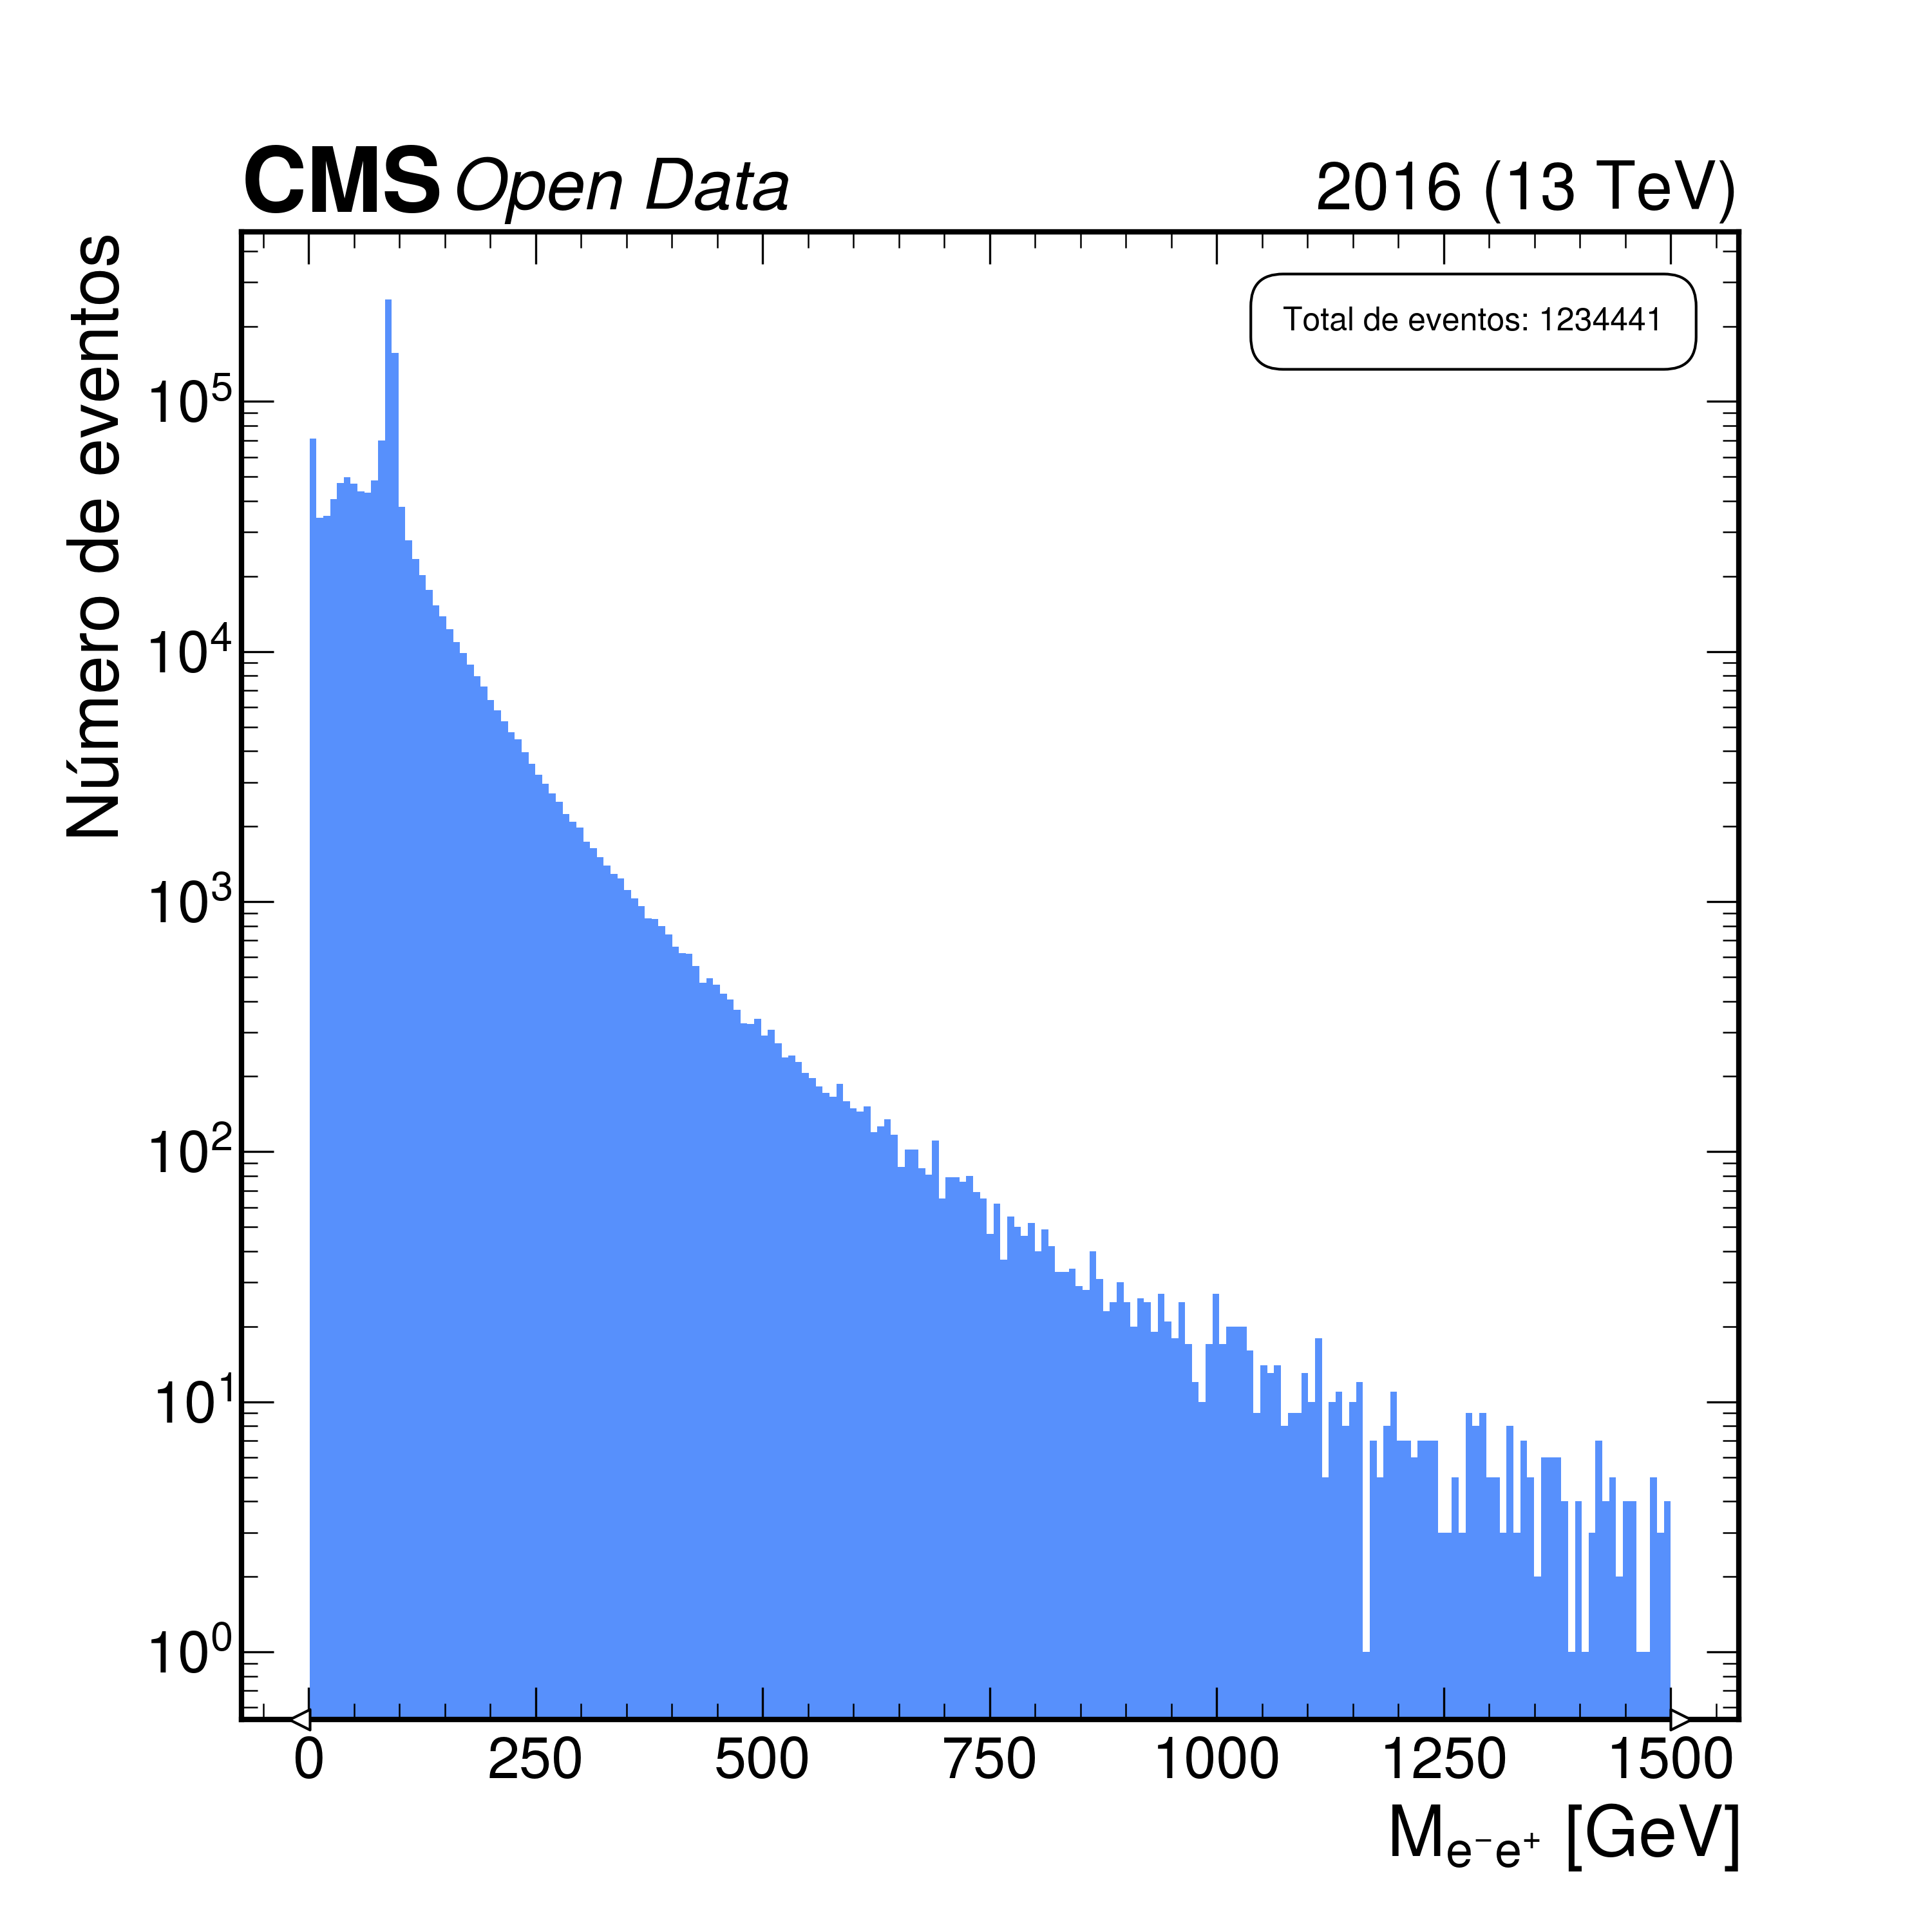 CMS Open Data 2016 (13 TeV)
Número de eventos
Total de eventos: 1234441
10⁵
10⁴
10³
10²
10¹
10⁰
0 250 500 750 1000 1250 1500
Mₑ⁻ₑ⁺ [GeV]